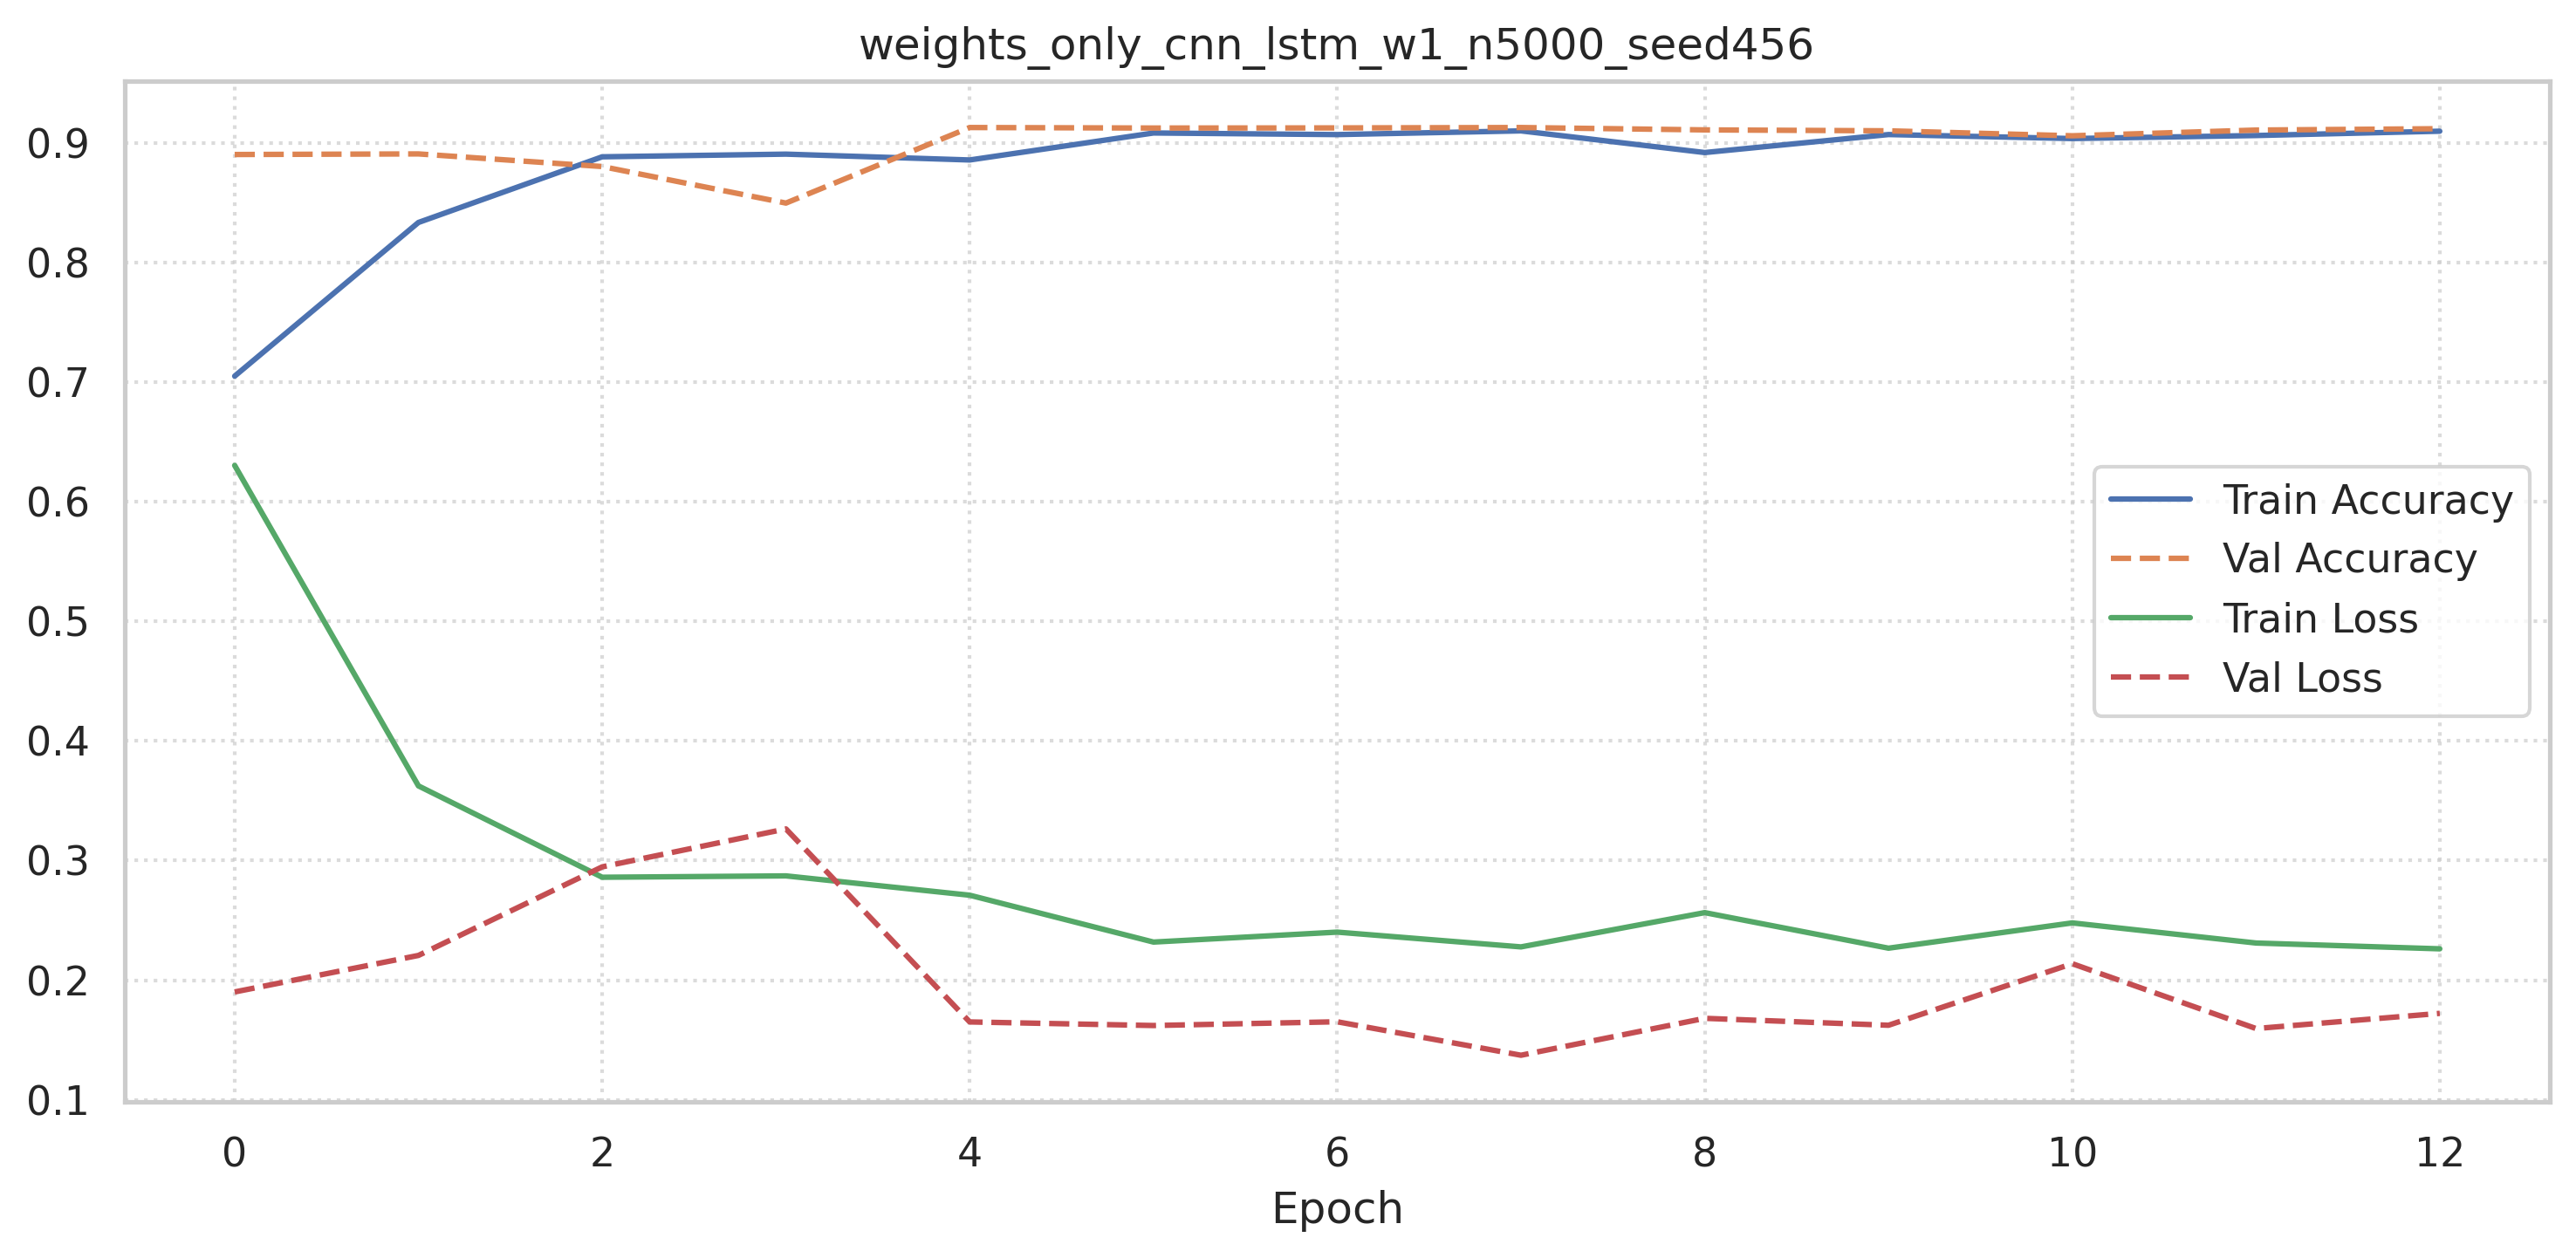 weights_only_cnn_lstm_w1_n5000_seed456
0.9
0.8
0.7
0.6
0.5
0.4
0.3
0.2
0.1
Train Accuracy
Val Accuracy
Train Loss
Val Loss
0 2 4 6 8 10 12
Epoch